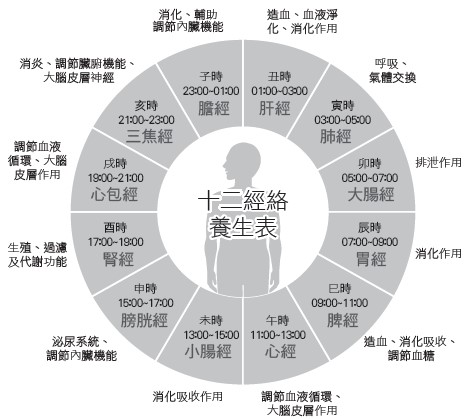 十二經絡
養生表
消化、輔助
調節內臟機能
子時
23:00~01:00
膽經
造血、血液淨
化、消化作用
丑時
01:00~03:00
肝經
呼吸、
氣體交換
寅時
03:00~05:00
肺經
排泄作用
卯時
05:00~07:00
大腸經
消化作用
辰時
07:00~09:00
胃經
造血、消化吸收、
調節血糖
巳時
09:00~11:00
脾經
調節血液循環、
大腦皮層作用
午時
11:00~13:00
心經
消化吸收作用
未時
13:00~15:00
小腸經
泌尿系統、
調節內臟機能
申時
15:00~17:00
膀胱經
生殖、過濾
及代謝功能
酉時
17:00~19:00
腎經
調節血液
循環、大腦
皮層作用
戌時
19:00~21:00
心包經
消炎、調節臟腑機能、
大腦皮層神經
亥時
21:00~23:00
三焦經